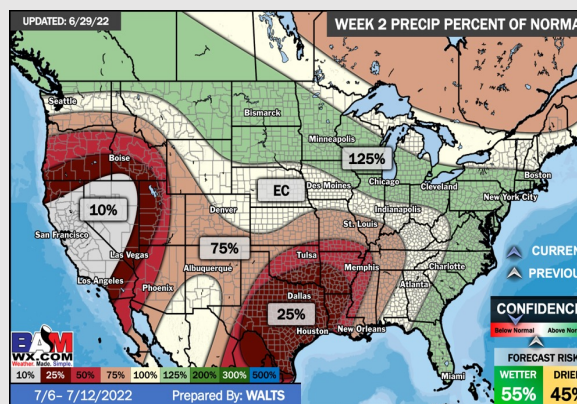 UPDATED: 6/29/22
WEEK 2 PRECIP PERCENT OF NORMA
Seattle
Bismarck
Minneapolis
Boise
125%
Boston
Chicago
Cleveland
EC
Des Moines
New York City
10%
Denver
Indianapolis
St. Louis
San Francisco
75%
Las Vegas
Tulsa
CURREN
Los Angeles
Albuquerque
Memphis
Charlotte
PREVIOU
Phoenix
Atlanta
Dallas
25%
CONFIDENCE
Houston
New Orleans
Below Normal Above Nor
BAM
WX.COM
Weather. Made. Simple.
FORECAST RISK
Miami
WETTER DRIE
10% 25% 50% 75% 100% 125% 200% 300% 500%
55% 45%
7/6– 7/12/2022 Prepared By: WALTS